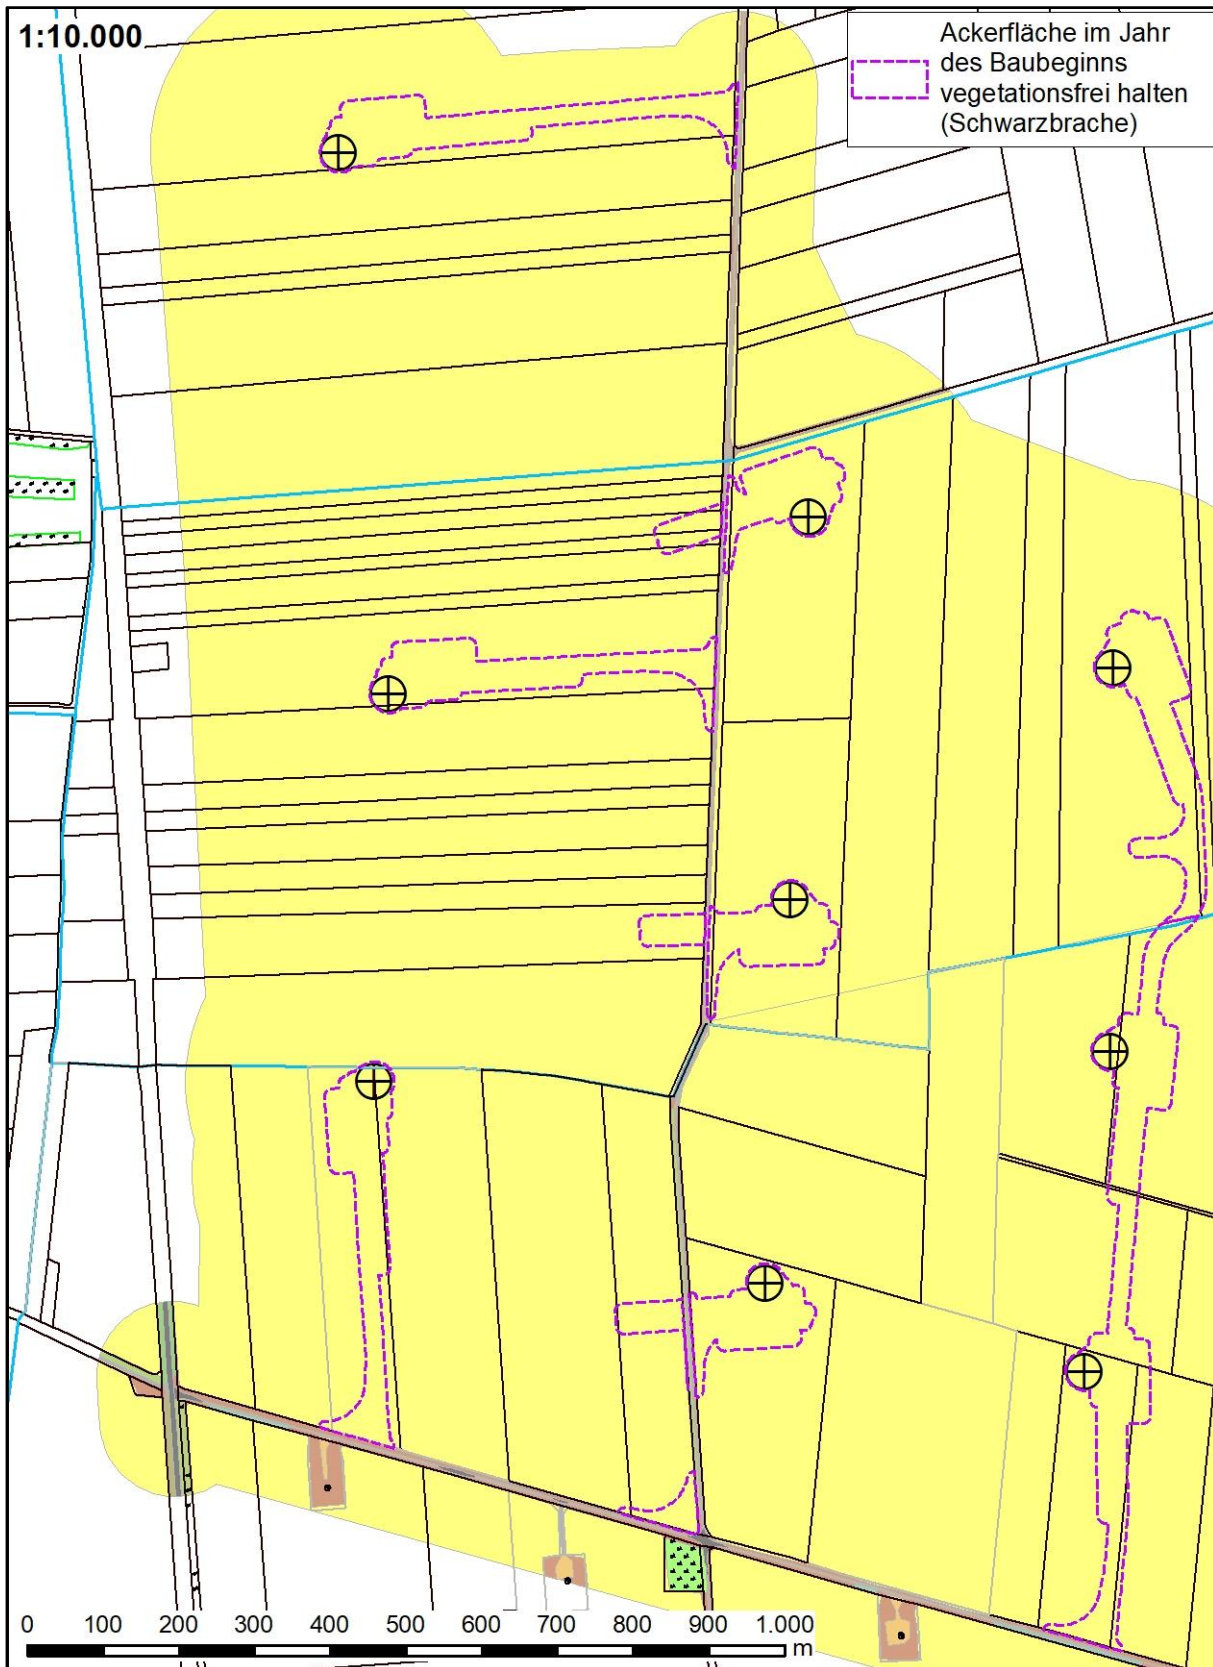 1:10.000
Ackerfläche im Jahr
des Baubeginns
vegetationsfrei halten
(Schwarzbrache)
0 100 200 300 400 500 600 700 800 900 1.000
m